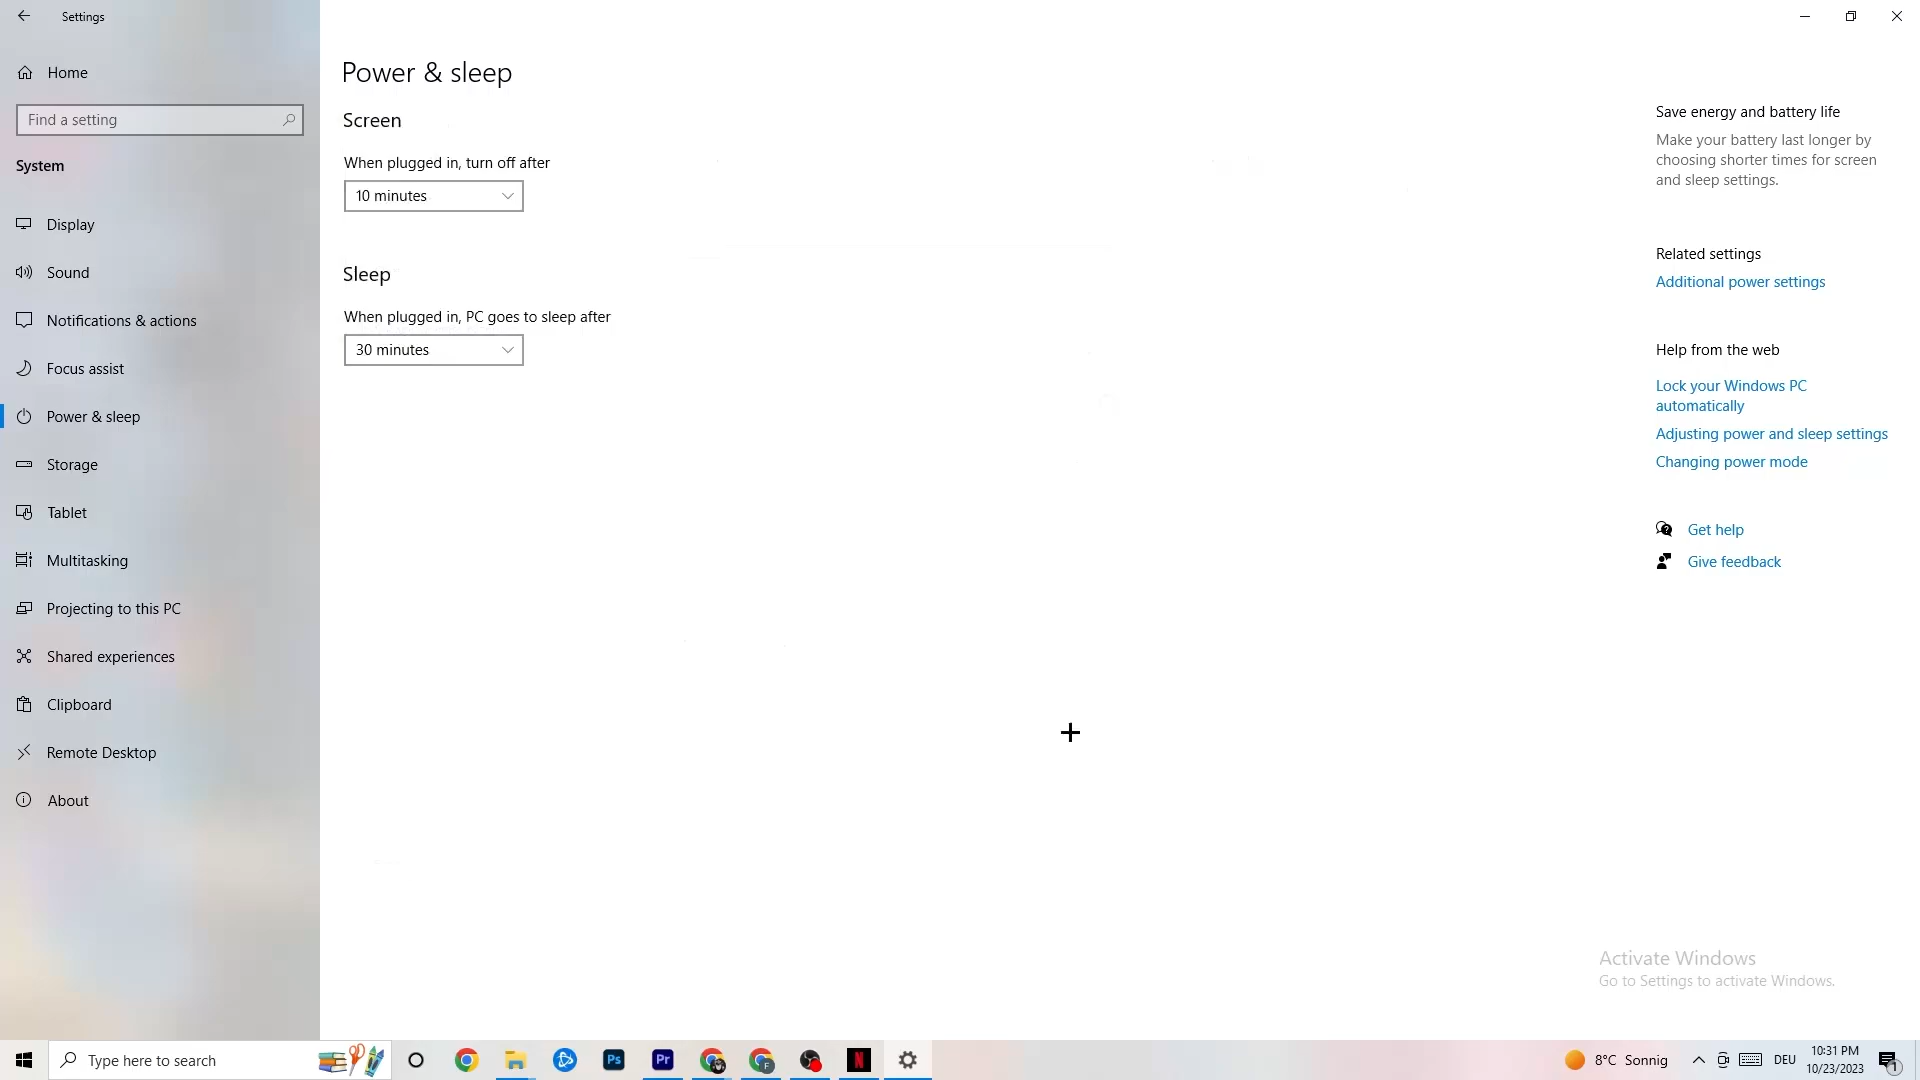 Settings
Home
Find a setting
System
Display
Sound
Notifications & actions
Focus assist
Power & sleep
Storage
Tablet
Multitasking
Projecting to this PC
Shared experiences
Clipboard
Remote Desktop
About
Power & sleep
Screen
When plugged in, turn off after
10 minutes
Sleep
When plugged in, PC goes to sleep after
30 minutes
Save energy and battery life
Make your battery last longer by
choosing shorter times for screen
and sleep settings.
Related settings
Additional power settings
Help from the web
Lock your Windows PC
automatically
Adjusting power and sleep settings
Changing power mode
Get help
Give feedback
Activate Windows
Go to Settings to activate Windows.
Type here to search
Ps
Pr
F
N
8°C Sonnig
DEU
10:31 PM
10/23/2023
1